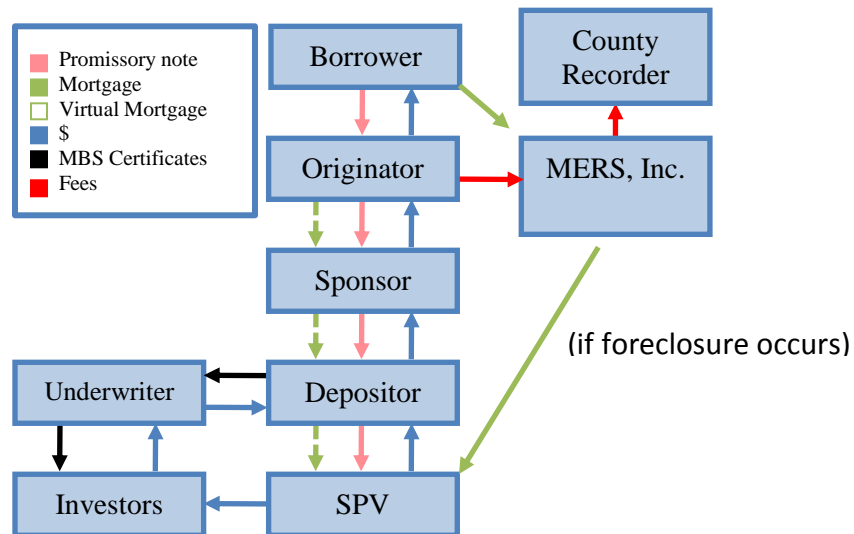 Promissory note
Mortgage
Virtual Mortgage
$
MBS Certificates
Fees
Borrower
County
Recorder
Originator
MERS, Inc.
Sponsor
(if foreclosure occurs)
Underwriter
Depositor
Investors
SPV